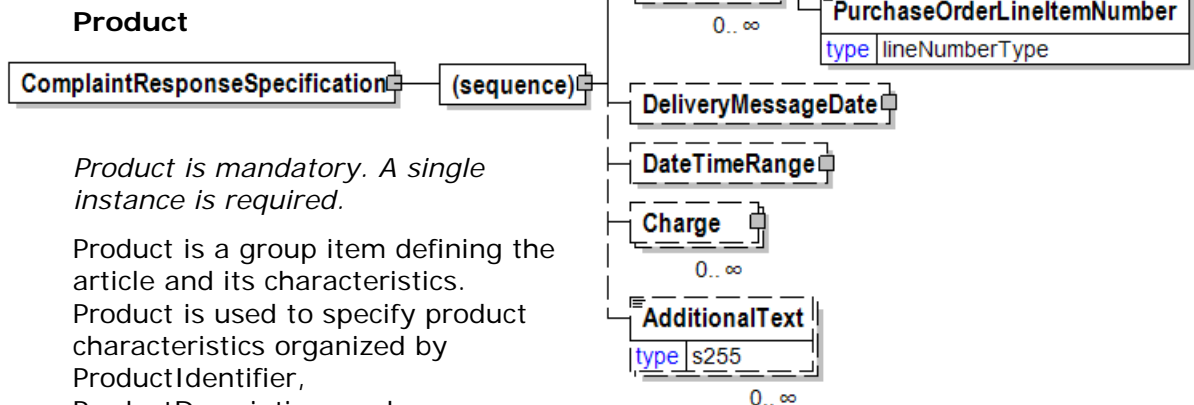 Product
0.. ∞
PurchaseOrderLineItemNumber
type lineNumberType
ComplaintResponseSpecification
(sequence)
DeliveryMessageDate
DateTimeRange
Charge
0.. ∞
AdditionalText
type s255
0.. ∞
Product is mandatory. A single
instance is required.
Product is a group item defining the
article and its characteristics.
Product is used to specify product
characteristics organized by
ProductIdentifier,